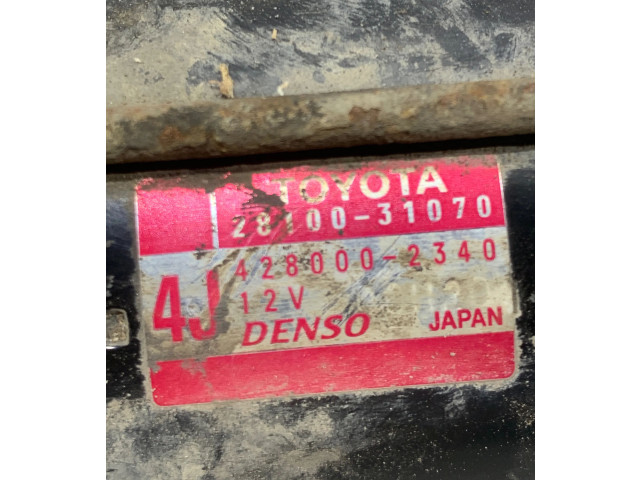 TOYOTA
28100-31070
428000-2340
4J 12V
DENSO JAPAN